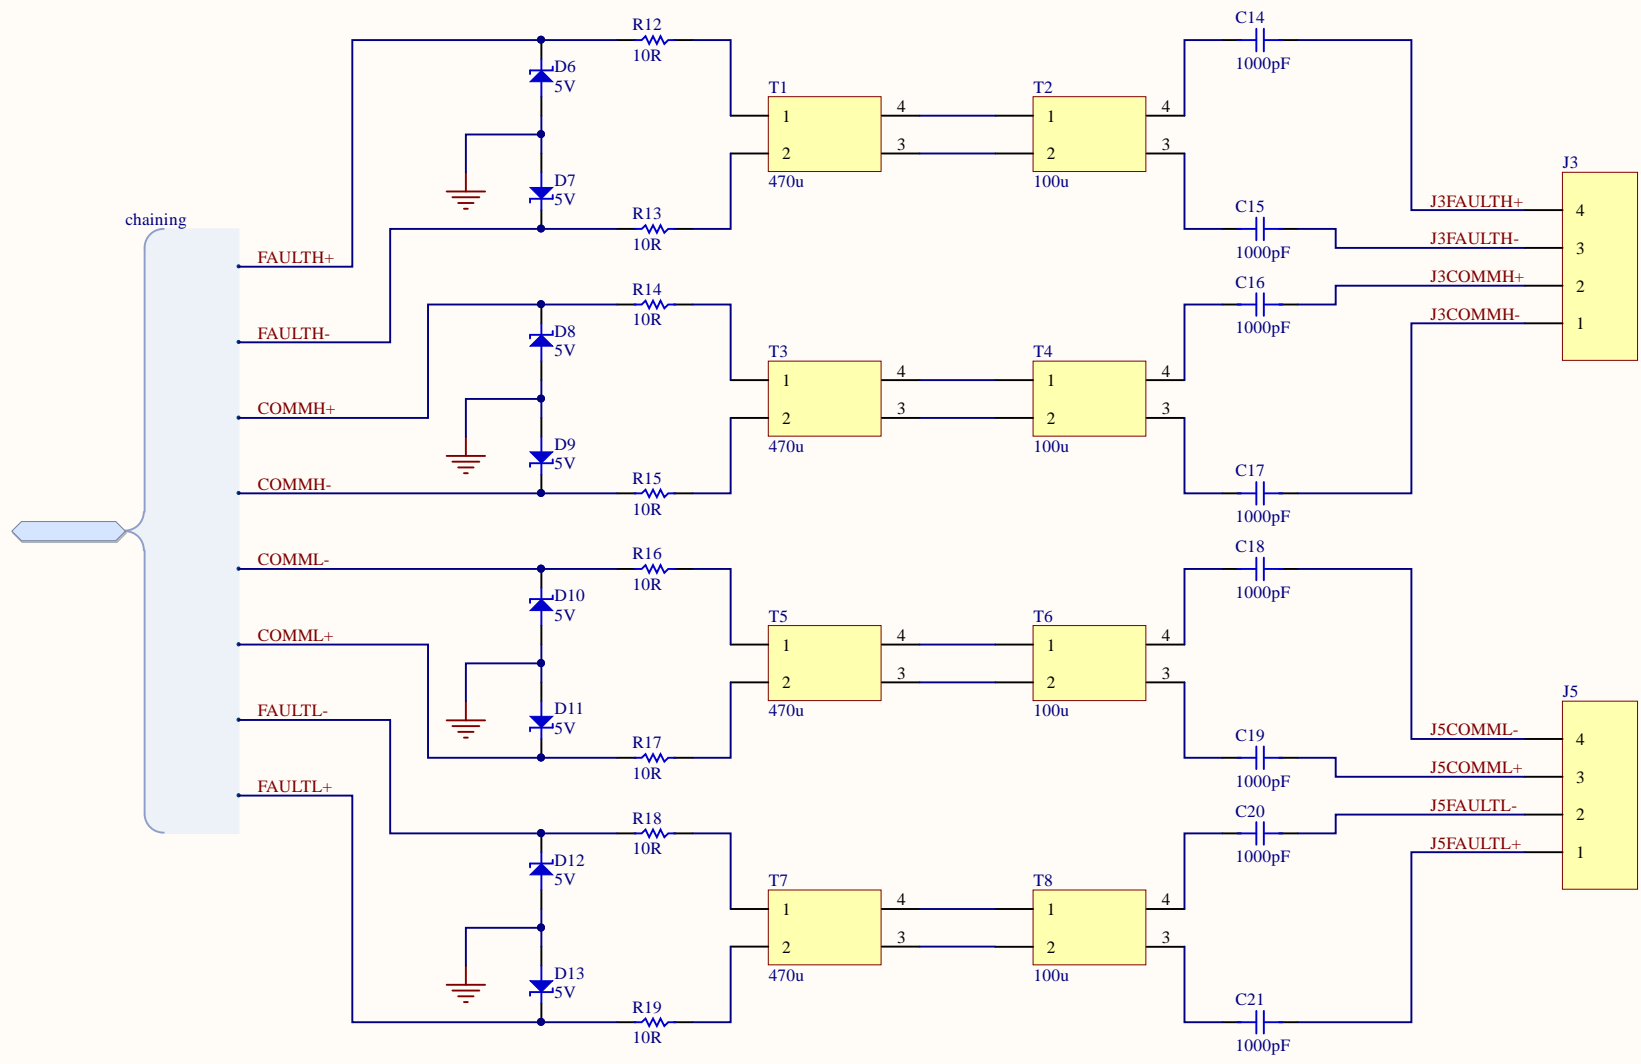 chaining
FAULTH+
FAULTH-
COMMH+
COMMH-
COMML-
COMML+
FAULTL-
FAULTL+
R12
10R
D6
5V
D7
5V
R13
10R
T1
1
2
4
3
470u
T2
1
2
4
3
100u
C14
1000pF
C15
1000pF
R14
10R
D8
5V
D9
5V
R15
10R
T3
1
2
4
3
470u
T4
1
2
4
3
100u
C16
1000pF
C17
1000pF
J3
J3FAULTH+
4
J3FAULTH-
3
J3COMMH+
2
J3COMMH-
1
R16
10R
D10
5V
D11
5V
R17
10R
T5
1
2
4
3
470u
T6
1
2
4
3
100u
C18
1000pF
C19
1000pF
R18
10R
D12
5V
D13
5V
R19
10R
T7
1
2
4
3
470u
T8
1
2
4
3
100u
C20
1000pF
C21
1000pF
J5
J5COMML-
4
J5COMML+
3
J5FAULTL-
2
J5FAULTL+
1